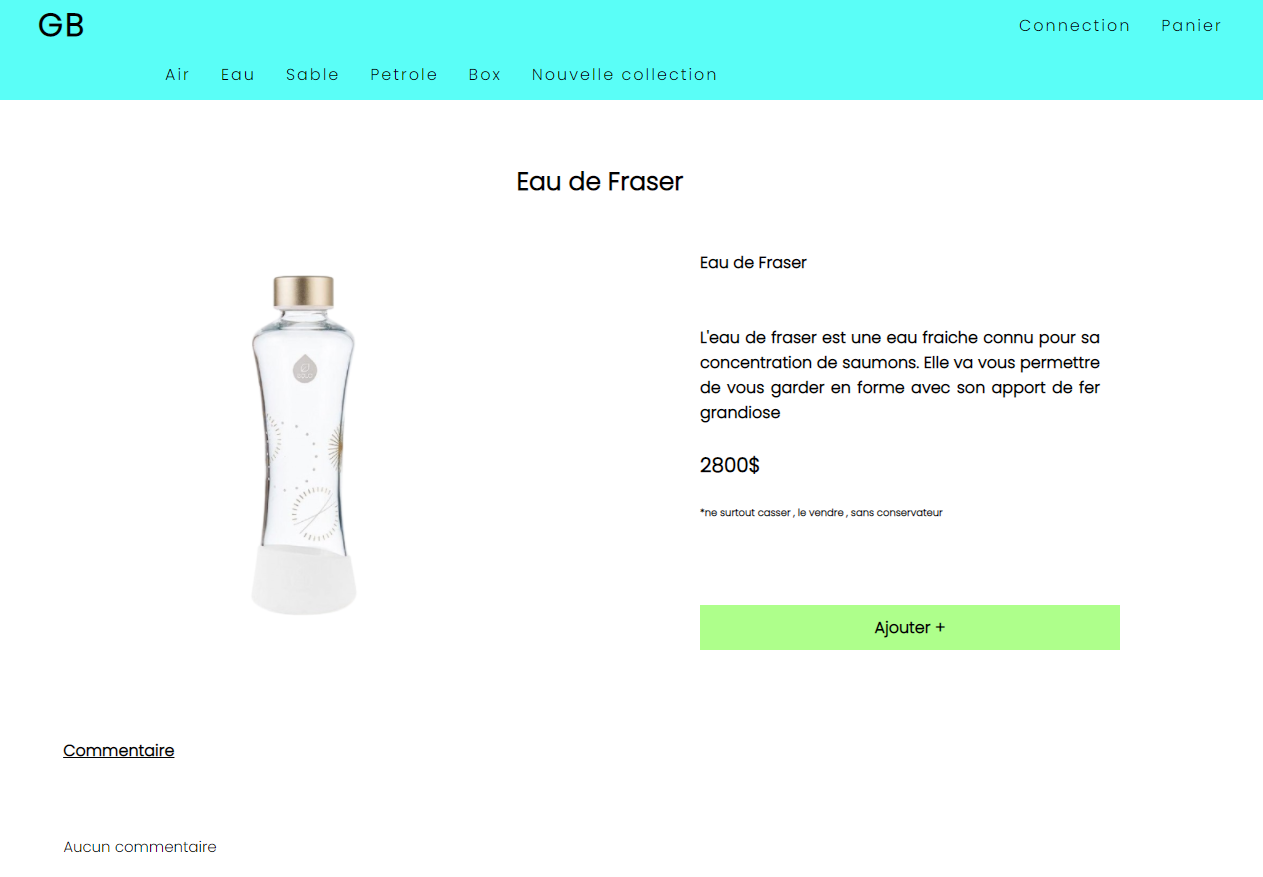 GB
Connection Panier
Air Eau Sable Petrole Box Nouvelle collection
Eau de Fraser
Eau de Fraser
L'eau de fraser est une eau fraiche connu pour sa
concentration de saumons. Elle va vous permettre
de vous garder en forme avec son apport de fer
grandiose
2800$
*ne surtout casser , le vendre , sans conservateur
Ajouter +
Commentaire
Aucun commentaire